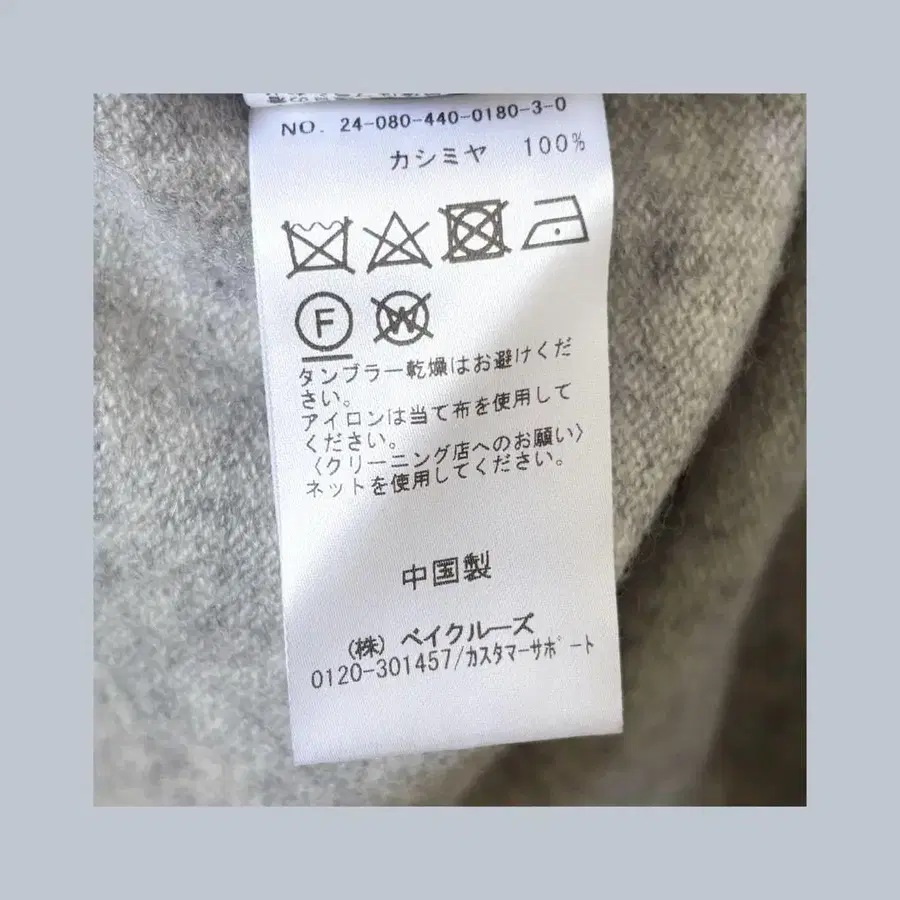 NO. 24-080-440-0180-3-0
カシミヤ 100%
F W
タンブラー乾燥はお避けくだ
さい。
アイロンは当て布を使用して
ください。
〈クリーニング店へのお願い〉
ネットを使用してください。
中国製
(株) ベイクルーズ
0120-301457/カスタマーサポート